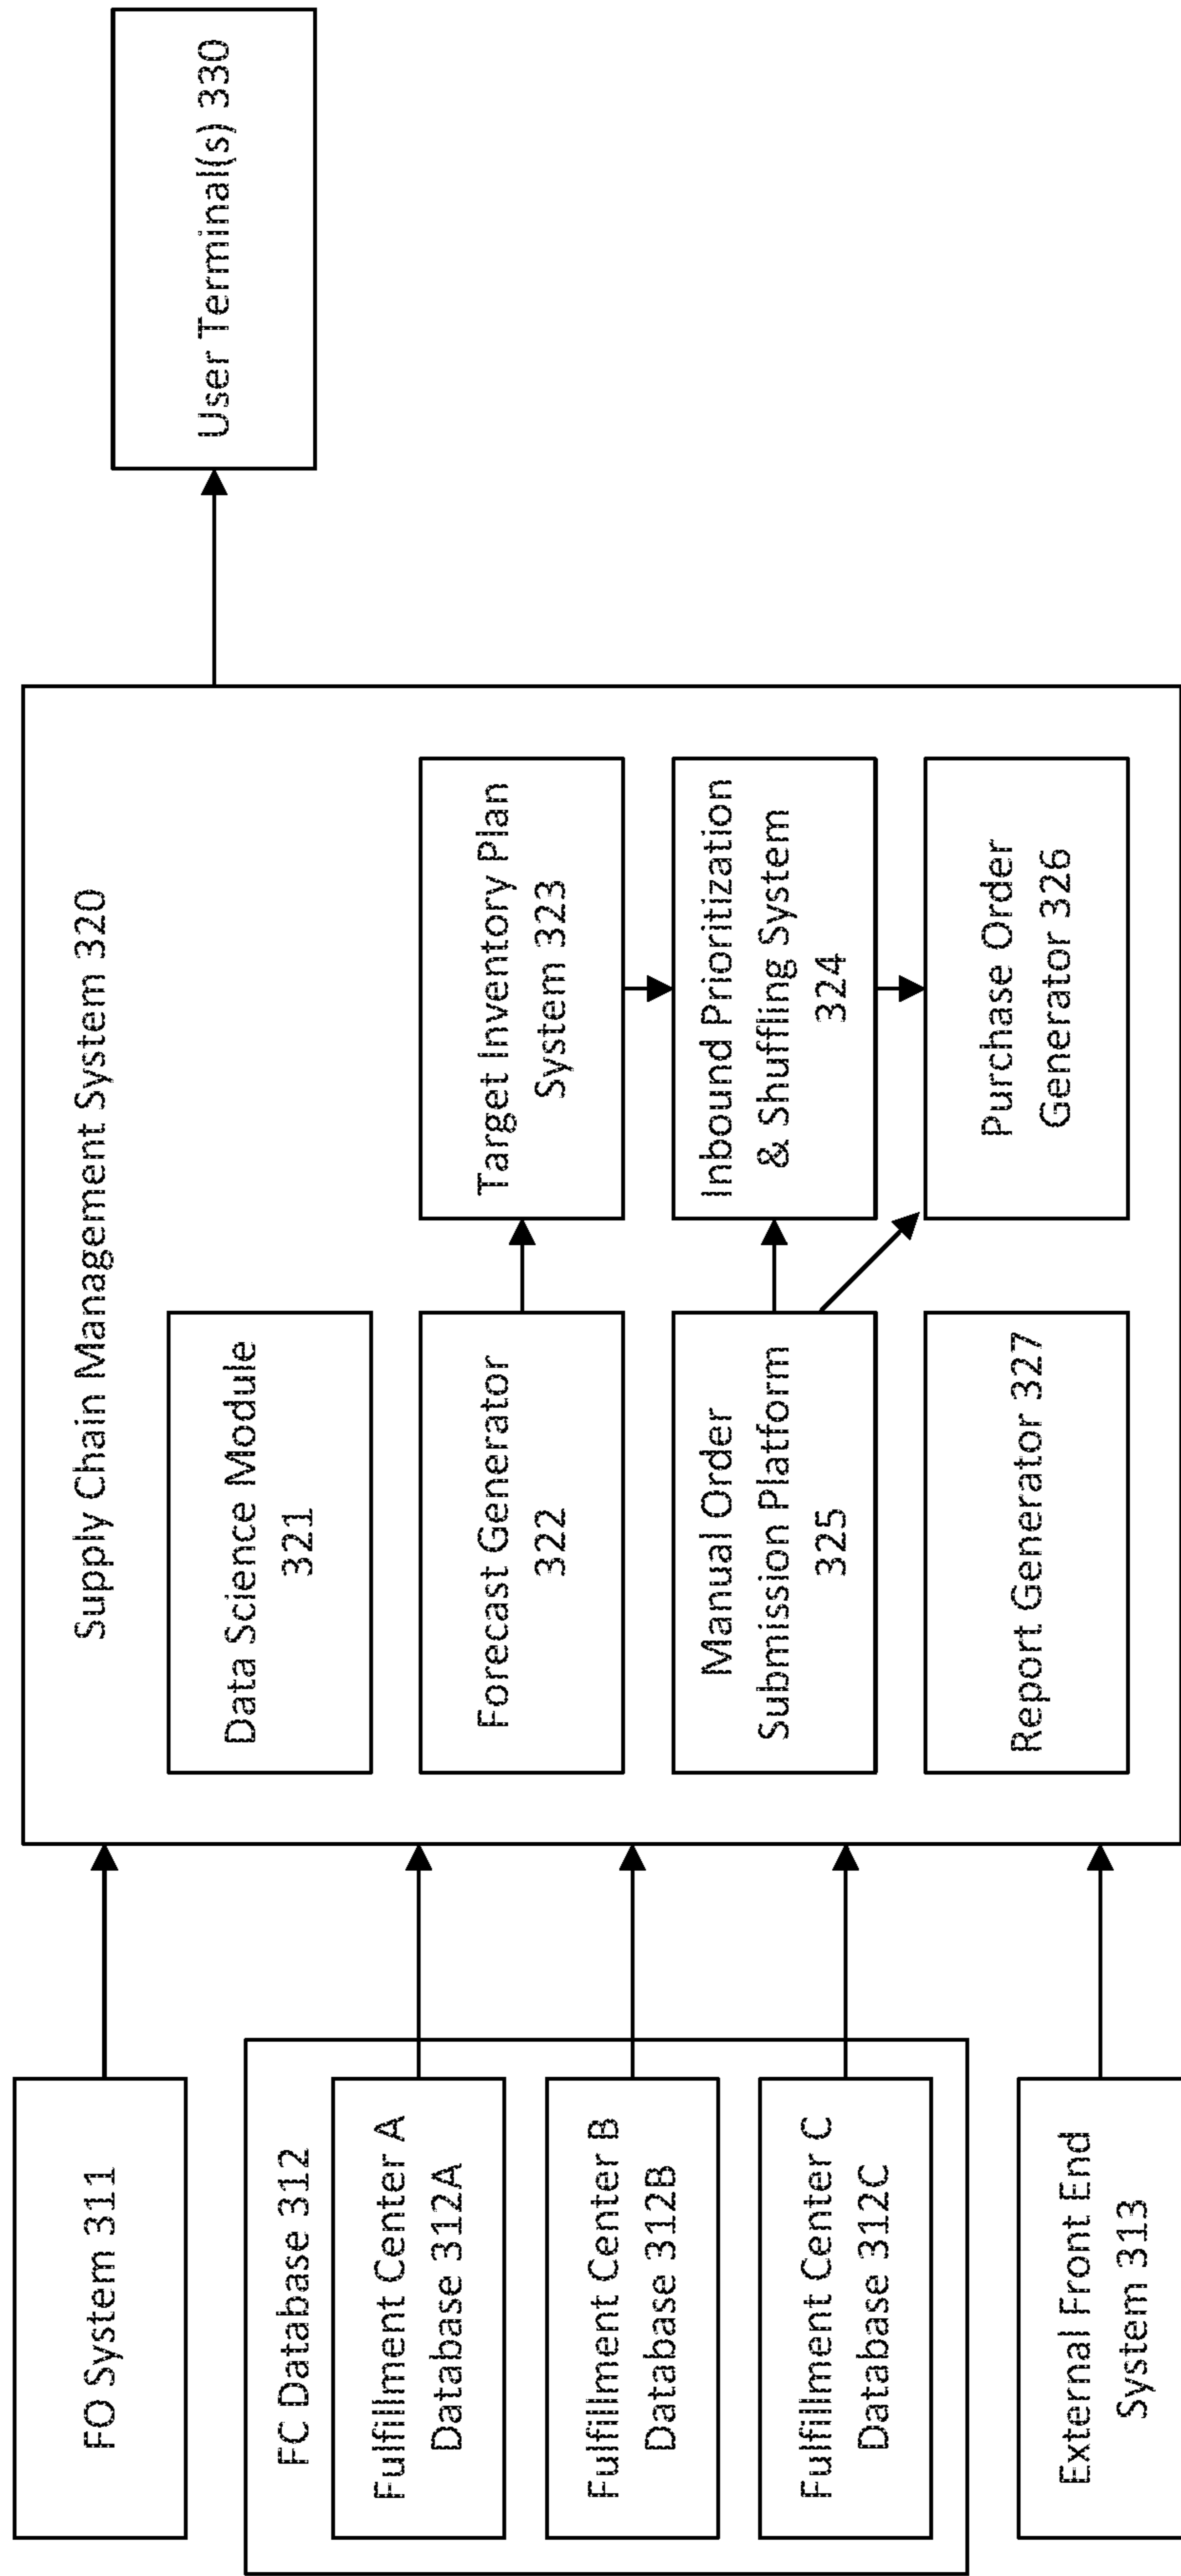 FO System 311
FC Database 312
Fulfillment Center A
Database 312A
Fulfillment Center B
Database 312B
Fulfillment Center C
Database 312C
External Front End
System 313
Supply Chain Management System 320
Data Science Module
321
Forecast Generator
322
Target Inventory Plan
System 323
Manual Order
Submission Platform
325
Inbound Prioritization
& Shuffling System
324
Report Generator 327
Purchase Order
Generator 326
User Terminal(s) 330